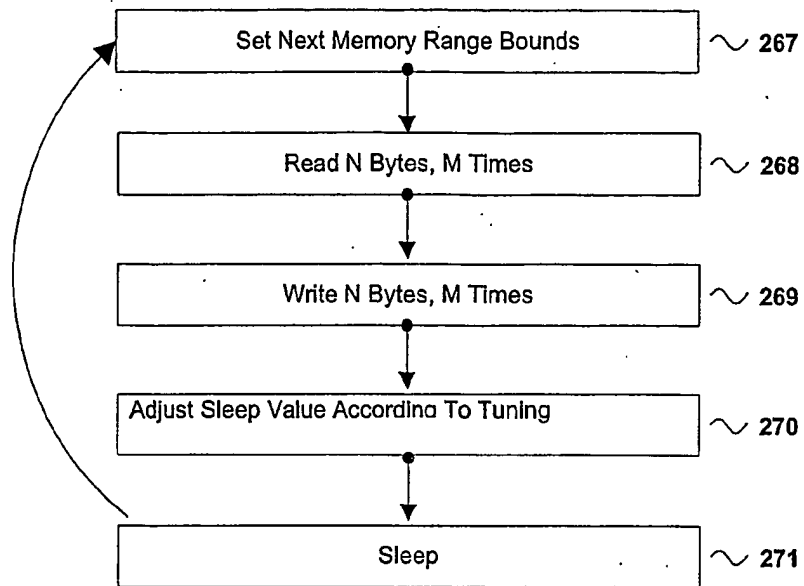 Set Next Memory Range Bounds 267
Read N Bytes, M Times 268
Write N Bytes, M Times 269
Adjust Sleep Value According To Tuning 270
Sleep 271